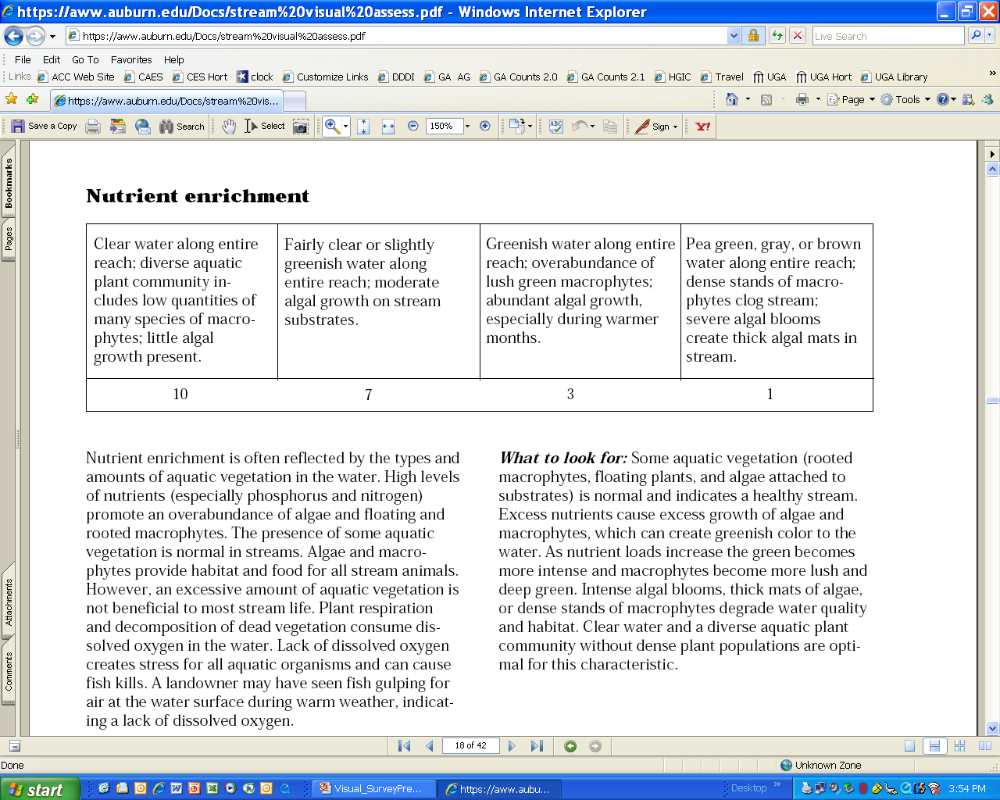 https://aww.auburn.edu/Docs/stream%20visual%20assess.pdf - Windows Internet Explorer
https://aww.auburn.edu/Docs/stream%20visual%20assess.pdf
Live Search
File Edit Go To Favorites Help
Links ACC Web Site CAES CES Hort clock Customize Links DDDI GA AG GA Counts 2.0 GA Counts 2.1 HGIC Travel UGA UGA Hort UGA Library »
https://aww.auburn.edu/Docs/stream%20vis...
Page Tools
Save a Copy Search Select 150% Sign Y!
Bookmarks
Pages
Attachments
Comments
Nutrient enrichment
Clear water along entire
reach; diverse aquatic
plant community in-
cludes low quantities of
many species of macro-
phytes; little algal
growth present.
Fairly clear or slightly
greenish water along
entire reach; moderate
algal growth on stream
substrates.
Greenish water along entire
reach; overabundance of
lush green macrophytes;
abundant algal growth,
especially during warmer
months.
Pea green, gray, or brown
water along entire reach;
dense stands of macro-
phytes clog stream;
severe algal blooms
create thick algal mats in
stream.
10 7 3 1
Nutrient enrichment is often reflected by the types and
amounts of aquatic vegetation in the water. High levels
of nutrients (especially phosphorus and nitrogen)
promote an overabundance of algae and floating and
rooted macrophytes. The presence of some aquatic
vegetation is normal in streams. Algae and macro-
phytes provide habitat and food for all stream animals.
However, an excessive amount of aquatic vegetation is
not beneficial to most stream life. Plant respiration
and decomposition of dead vegetation consume dis-
solved oxygen in the water. Lack of dissolved oxygen
creates stress for all aquatic organisms and can cause
fish kills. A landowner may have seen fish gulping for
air at the water surface during warm weather, indicat-
ing a lack of dissolved oxygen.
What to look for: Some aquatic vegetation (rooted
macrophytes, floating plants, and algae attached to
substrates) is normal and indicates a healthy stream.
Excess nutrients cause excess growth of algae and
macrophytes, which can create greenish color to the
water. As nutrient loads increase the green becomes
more intense and macrophytes become more lush and
deep green. Intense algal blooms, thick mats of algae,
or dense stands of macrophytes degrade water quality
and habitat. Clear water and a diverse aquatic plant
community without dense plant populations are opti-
mal for this characteristic.
18 of 42
Done
Unknown Zone
start
Visual_SurveyPre...
https://aww.aubu...
Desktop »
3:54 PM